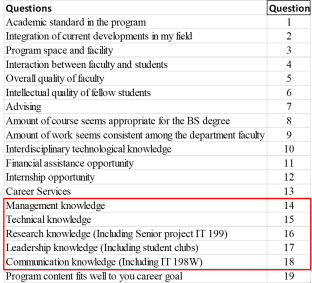 Questions Question
Academic standard in the program 1
Integration of current developments in my field 2
Program space and facility 3
Interaction between faculty and students 4
Overall quality of faculty 5
Intellectual quality of fellow students 6
Advising 7
Amount of course seems appropriate for the BS degree 8
Amount of work seems consistent among the department faculty 9
Interdisciplinary technological knowledge 10
Financial assistance opportunity 11
Internship opportunity 12
Career Services 13
Management knowledge 14
Technical knowledge 15
Research knowledge (Including Senior project IT 199) 16
Leadership knowledge (Including student clubs) 17
Communication knowledge (Including IT 198W) 18
Program content fits well to you career goal 19